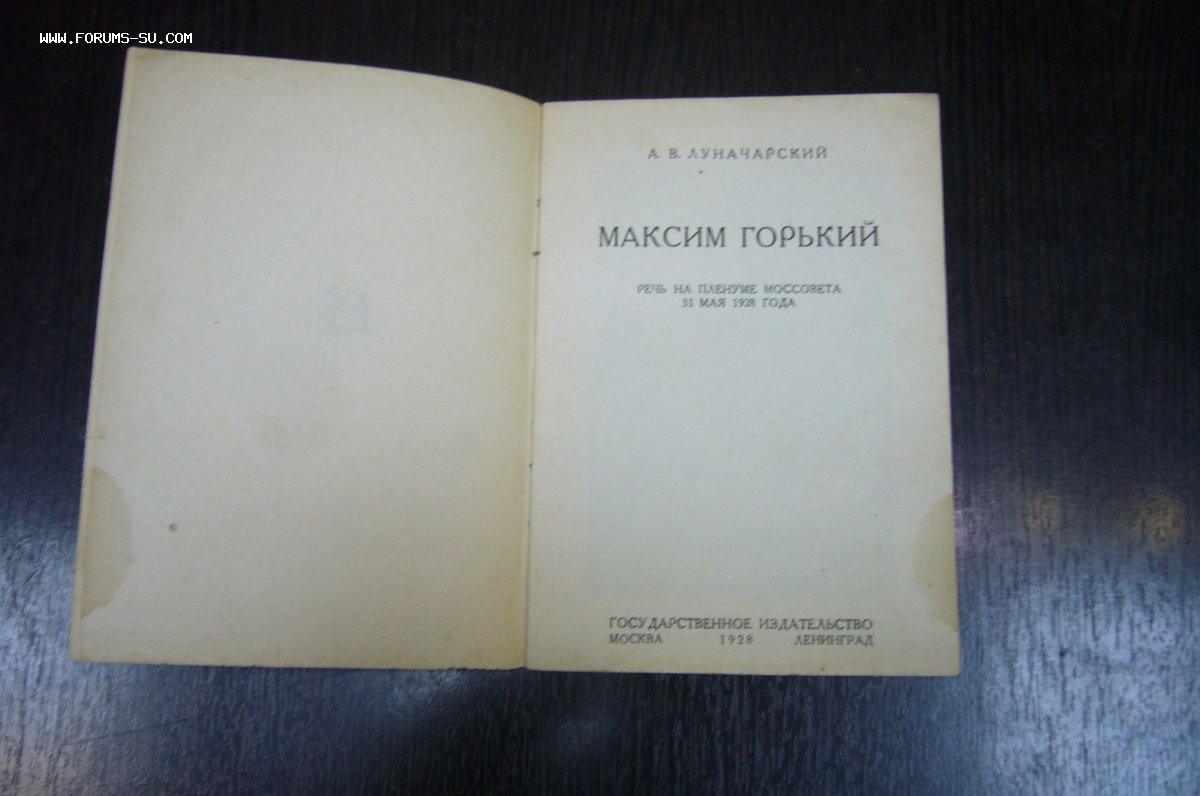 WWW.FORUMS-SU.COM
А. В. ЛУНАЧАРСКИЙ
МАКСИМ ГОРЬКИЙ
РЕЧЬ НА ПЛЕНУМЕ МОССОВЕТА
31 МАЯ 1928 ГОДА
ГОСУДАРСТВЕННОЕ ИЗДАТЕЛЬСТВО
МОСКВА 1928 ЛЕНИНГРАД